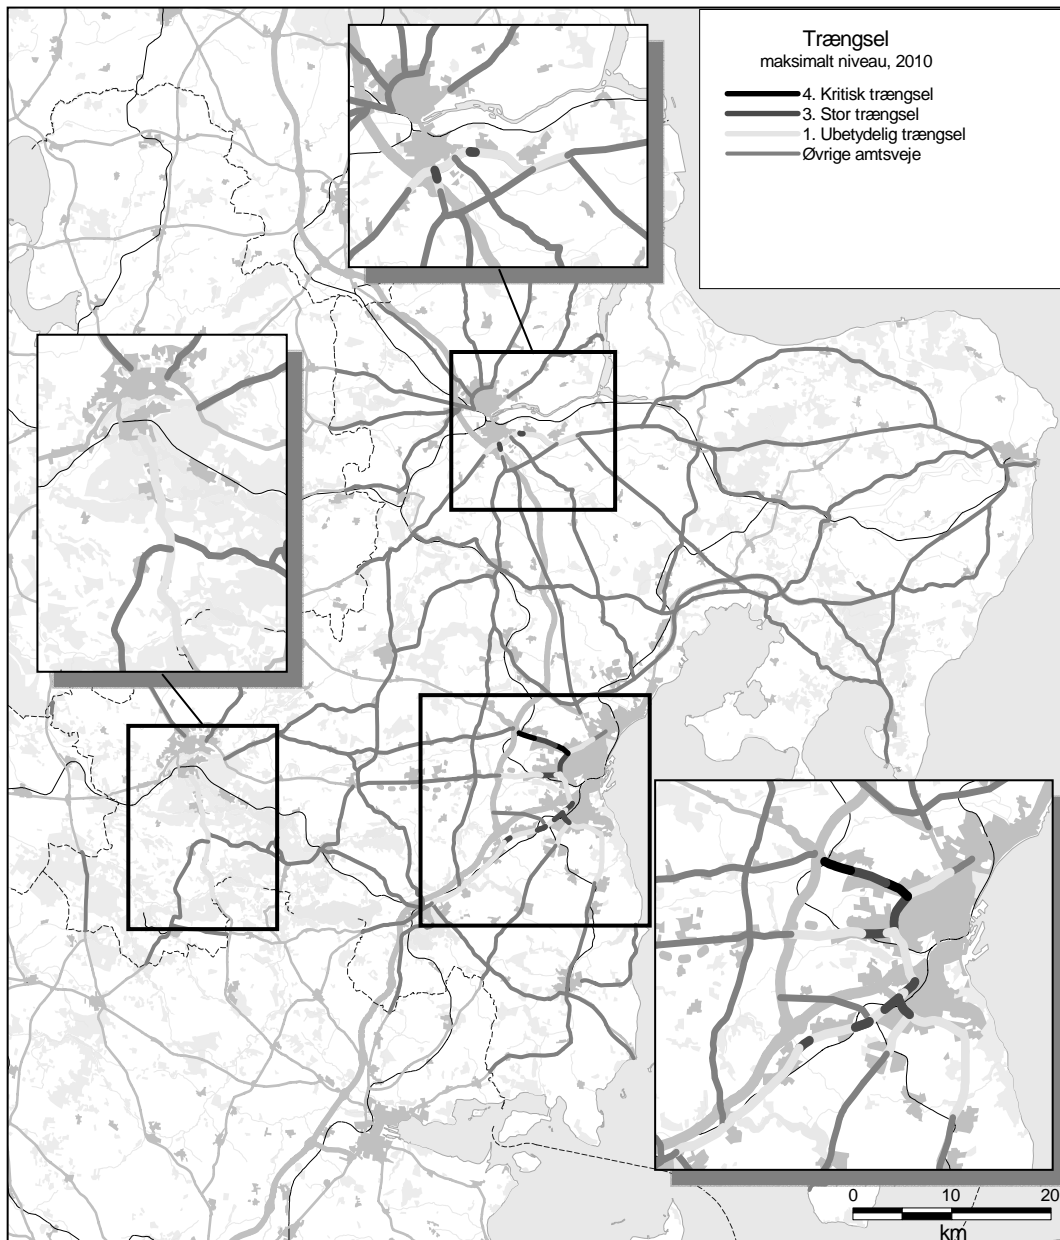 Trængsel
maksimalt niveau, 2010
4. Kritisk trængsel
3. Stor trængsel
1. Ubetydelig trængsel
Øvrige amtsveje
0 10 20
km